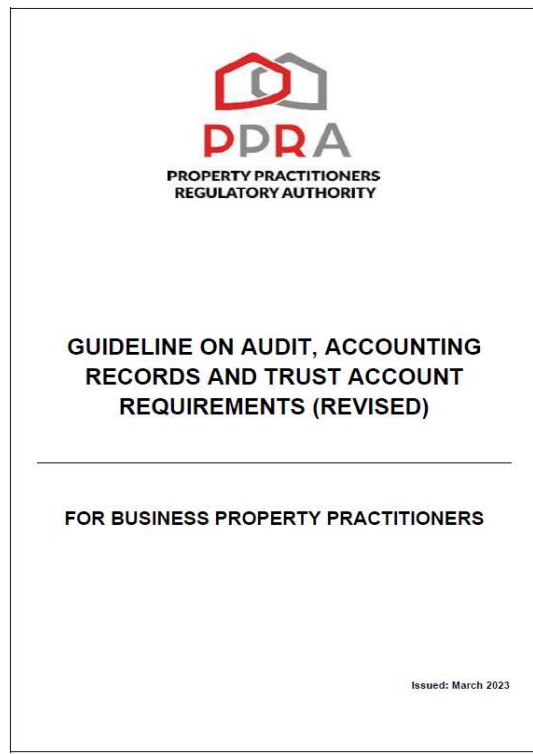 PPRA
PROPERTY PRACTITIONERS
REGULATORY AUTHORITY
GUIDELINE ON AUDIT, ACCOUNTING
RECORDS AND TRUST ACCOUNT
REQUIREMENTS (REVISED)
FOR BUSINESS PROPERTY PRACTITIONERS
Issued: March 2023